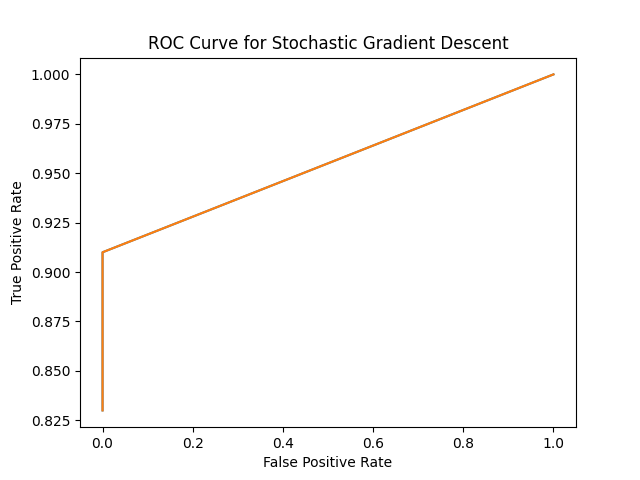 ROC Curve for Stochastic Gradient Descent
1.000
0.975
0.950
0.925
0.900
0.875
0.850
0.825
True Positive Rate
0.0 0.2 0.4 0.6 0.8 1.0
False Positive Rate